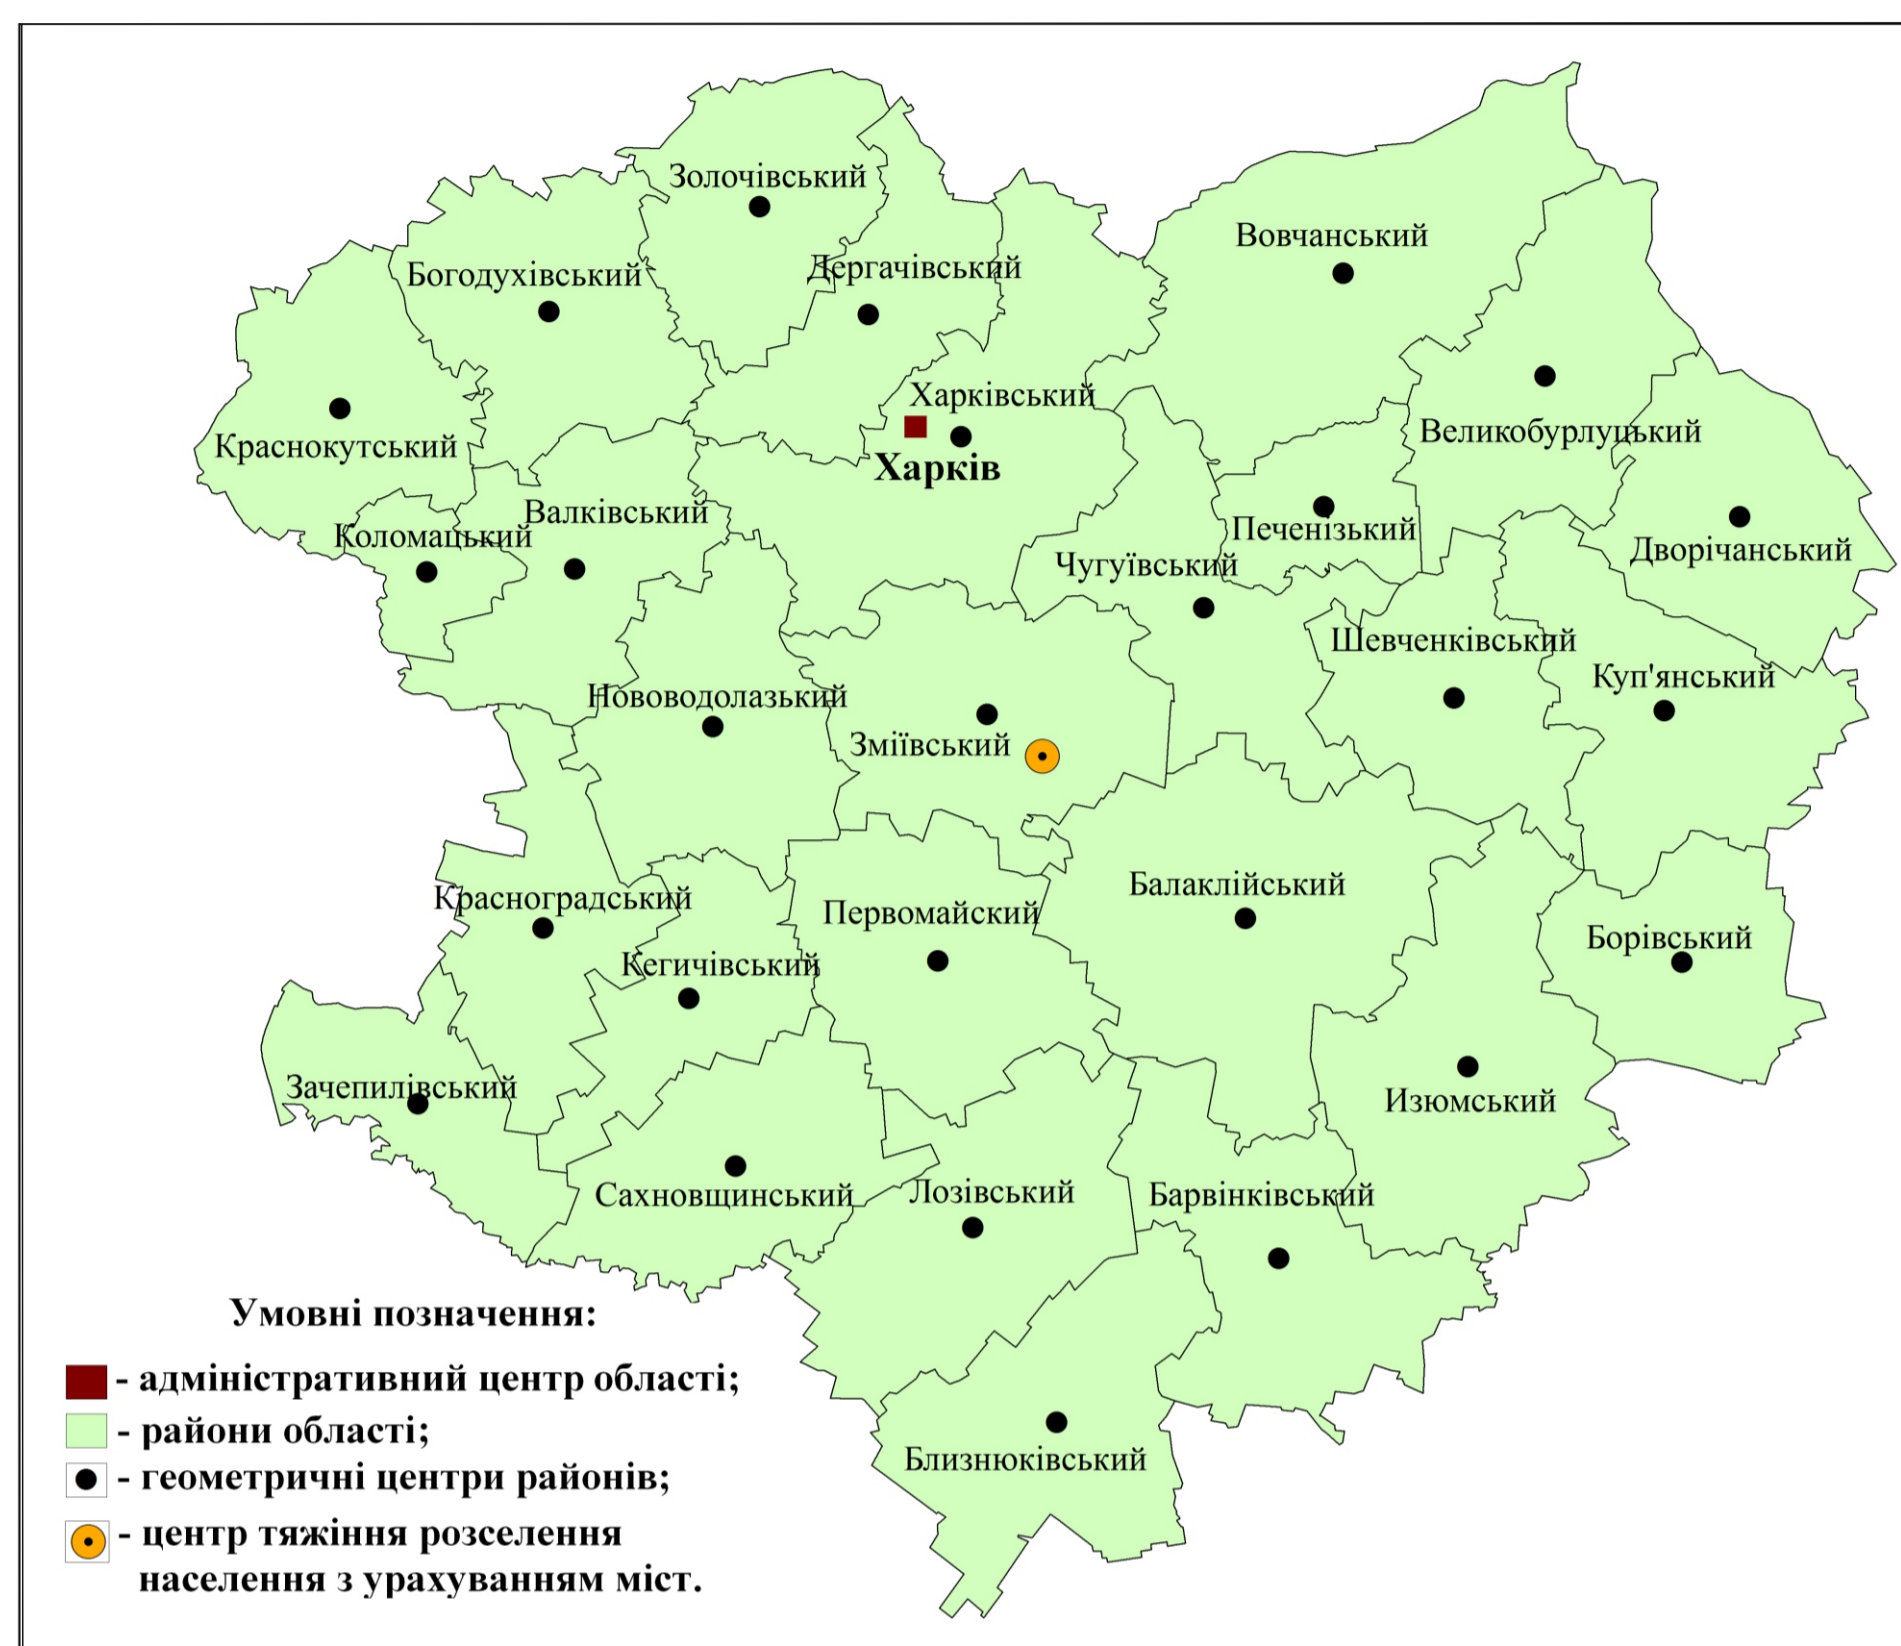 Золочівський
Вовчанський
Дергачівський
Богодухівський
Харківський
Великобурлуцький
Краснокутський
Харків
Валківський
Печенізький
Коломацький
Дворічанський
Чугуївський
Шевченківський
Куп'янський
Нововодолазький
Зміївський
Балаклійський
Красноградський
Первомайский
Борівський
Кегичівський
Зачепилівський
Изюмський
Сахновщинський
Лозівський
Барвінківський
Близнюківський
Умовні позначення:
- адміністративний центр області;
- райони області;
- геометричні центри районів;
- центр тяжіння розселення
населення з урахуванням міст.